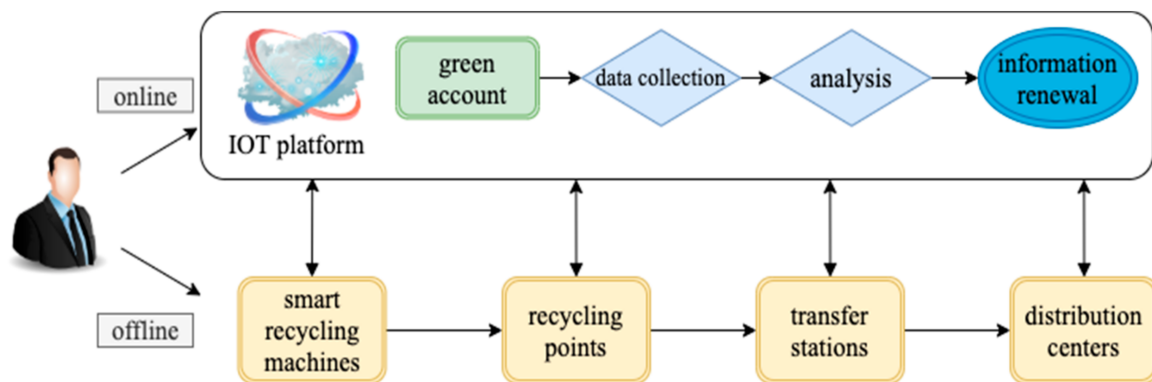 online
IOT platform
green
account
data collection
analysis
information
renewal
offline
smart
recycling
machines
recycling
points
transfer
stations
distribution
centers